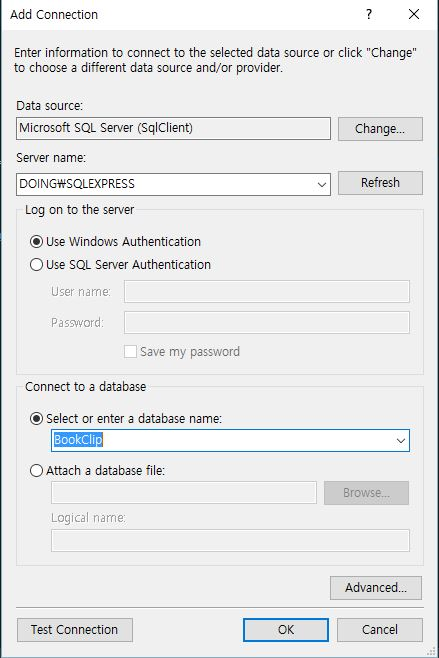 Add Connection
?
Enter information to connect to the selected data source or click "Change"
to choose a different data source and/or provider.
Data source:
Microsoft SQL Server (SqlClient)
Change...
Server name:
DOING₩SQLEXPRESS
Refresh
Log on to the server
Use Windows Authentication
Use SQL Server Authentication
User name:
Password:
Save my password
Connect to a database
Select or enter a database name:
BookClip
Attach a database file:
Browse...
Logical name:
Advanced...
Test Connection
OK
Cancel